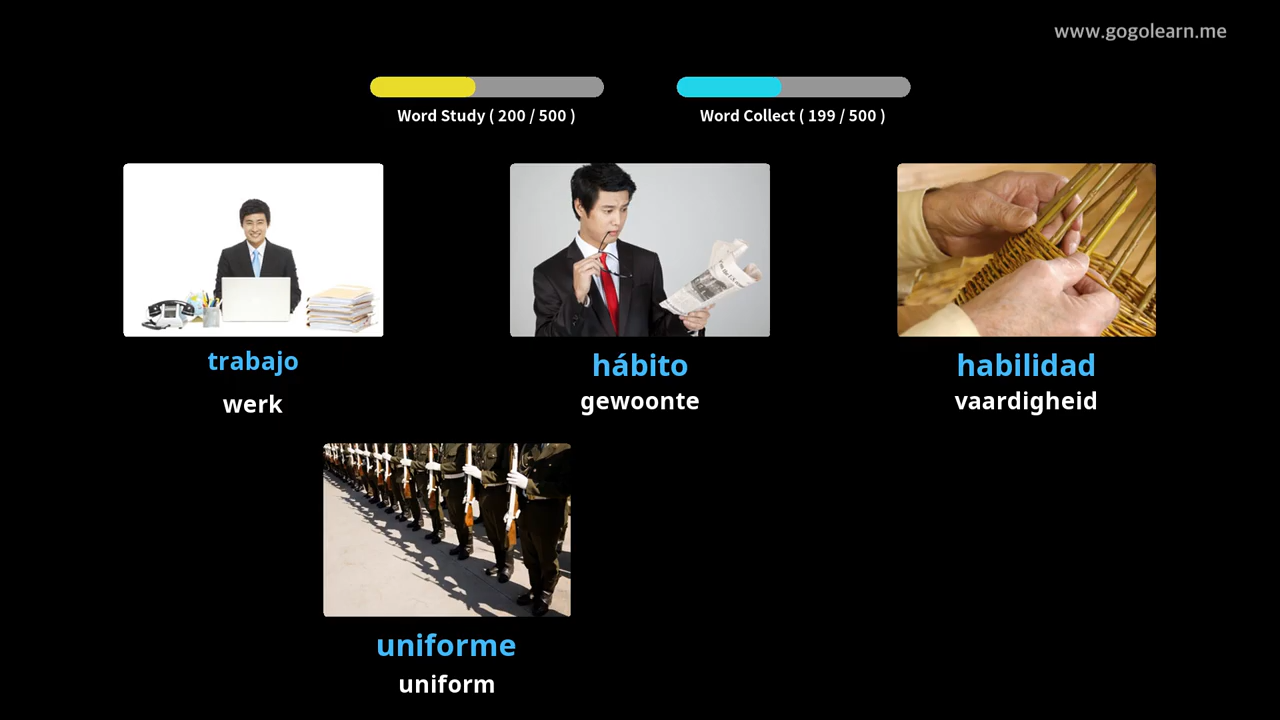 www.gogolearn.me
Word Study ( 200 / 500 )
Word Collect ( 199 / 500 )
trabajo
werk
hábito
gewoonte
habilidad
vaardigheid
uniforme
uniform